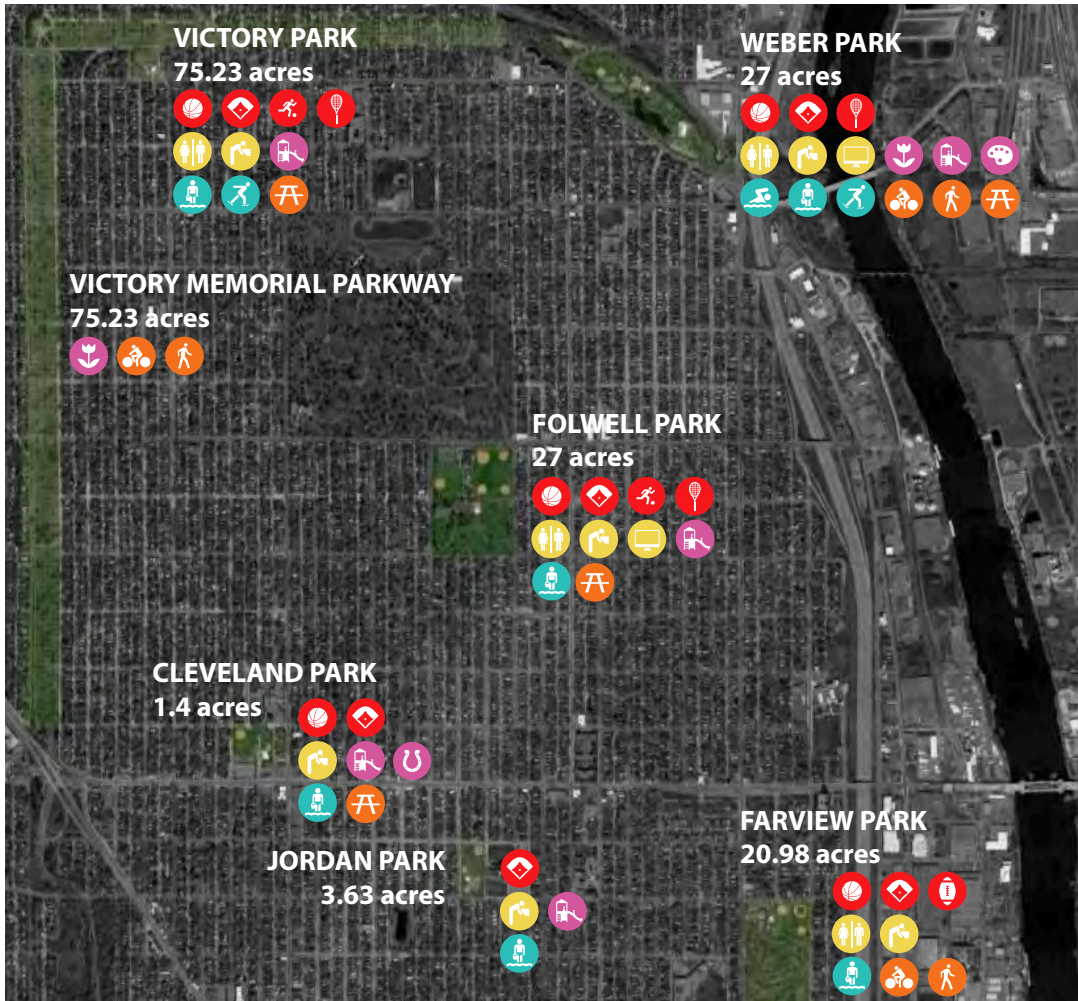 VICTORY PARK
75.23 acres
WEBER PARK
27 acres
VICTORY MEMORIAL PARKWAY
75.23 acres
FOLWELL PARK
27 acres
CLEVELAND PARK
1.4 acres
JORDAN PARK
3.63 acres
FARVIEW PARK
20.98 acres